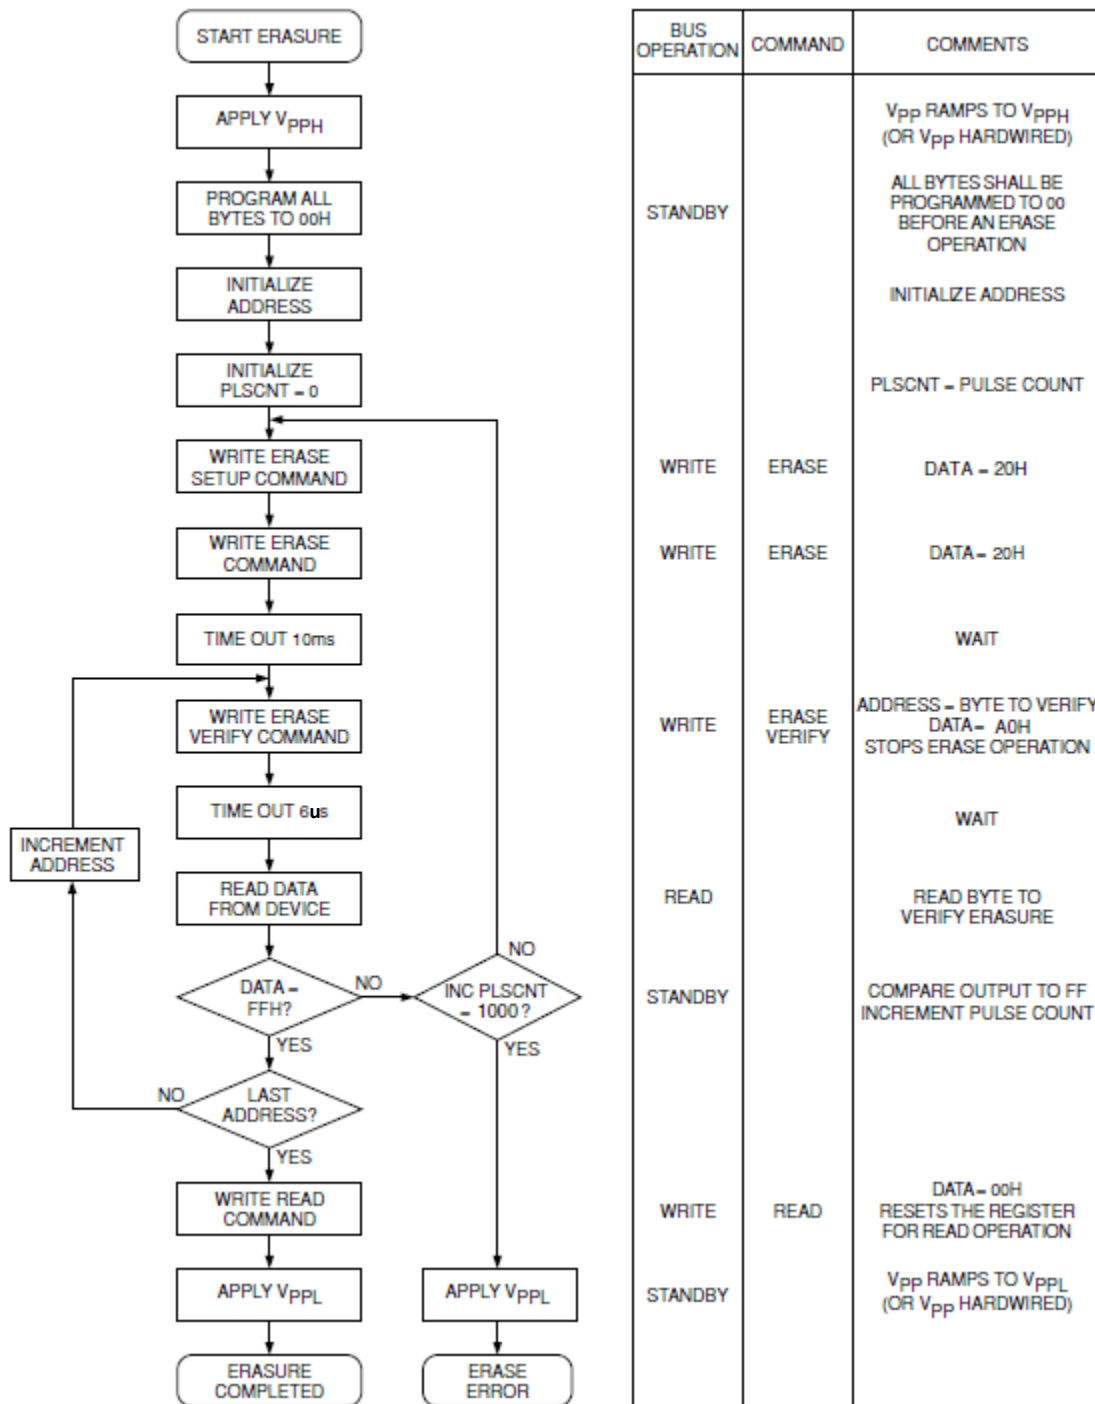 START ERASURE
APPLY VPPH
PROGRAM ALL
BYTES TO 00H
INITIALIZE
ADDRESS
INITIALIZE
PLSCNT = 0
WRITE ERASE
SETUP COMMAND
WRITE ERASE
COMMAND
TIME OUT 10ms
WRITE ERASE
VERIFY COMMAND
TIME OUT 6us
INCREMENT
ADDRESS
READ DATA
FROM DEVICE
DATA =
FFH?
NO
YES
INC PLSCNT
= 1000 ?
NO
YES
LAST
ADDRESS?
NO
YES
WRITE READ
COMMAND
APPLY VPPL
ERASURE
COMPLETED
APPLY VPPL
ERASE
ERROR
BUS
OPERATION
COMMAND
COMMENTS
VPP RAMPS TO VPPH
(OR VPP HARDWIRED)
STANDBY
ALL BYTES SHALL BE
PROGRAMMED TO 00
BEFORE AN ERASE
OPERATION
INITIALIZE ADDRESS
PLSCNT = PULSE COUNT
WRITE ERASE DATA = 20H
WRITE ERASE DATA = 20H
WAIT
WRITE
ERASE
VERIFY
ADDRESS = BYTE TO VERIFY
DATA = A0H
STOPS ERASE OPERATION
WAIT
READ
READ BYTE TO
VERIFY ERASURE
STANDBY
COMPARE OUTPUT TO FF
INCREMENT PULSE COUNT
WRITE READ
DATA = 00H
RESETS THE REGISTER
FOR READ OPERATION
STANDBY
VPP RAMPS TO VPPL
(OR VPP HARDWIRED)